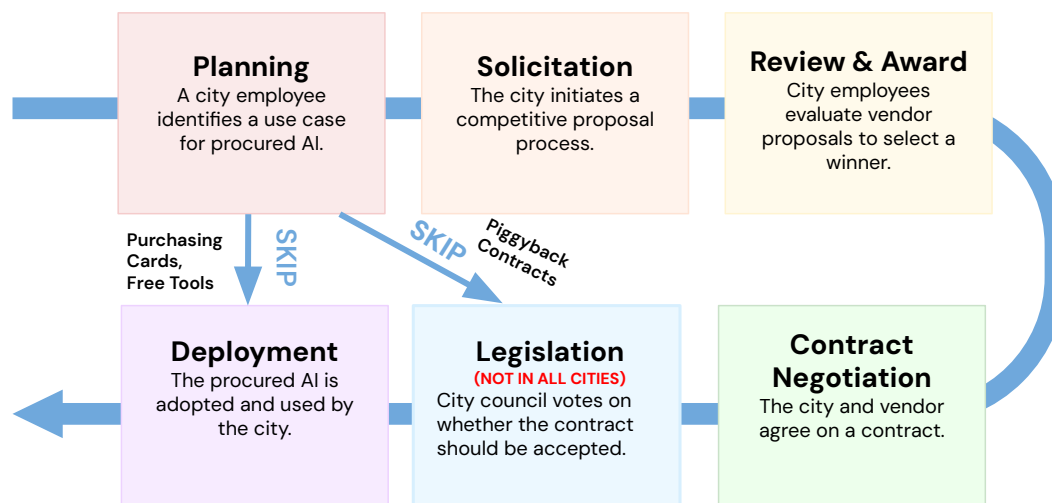 Planning
A city employee
identifies a use case
for procured AI.
Solicitation
The city initiates a
competitive proposal
process.
Review & Award
City employees
evaluate vendor
proposals to select a
winner.
Purchasing
Cards,
Free Tools
SKIP
SKIP
Piggyback
Contracts
Deployment
The procured AI is
adopted and used by
the city.
Legislation
(NOT IN ALL CITIES)
City council votes on
whether the contract
should be accepted.
Contract
Negotiation
The city and vendor
agree on a contract.